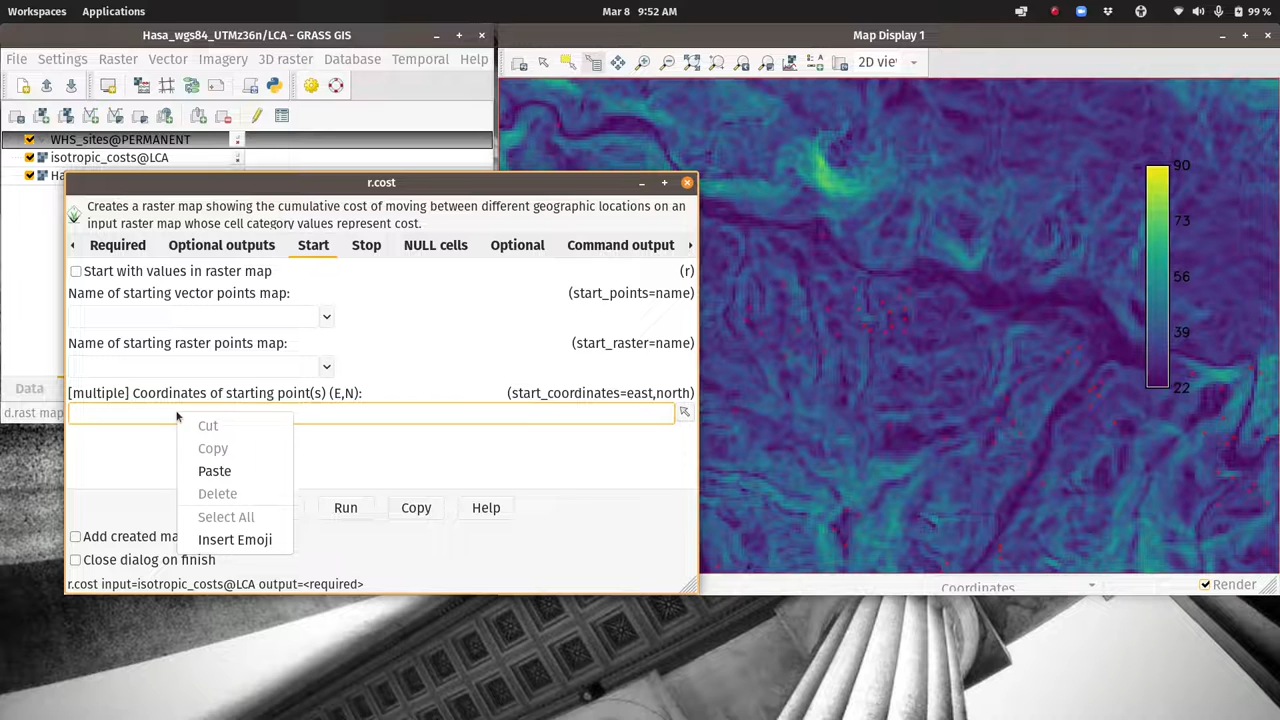 Workspaces Applications Mar 8 9:52 AM 99 %
Hasa_wgs84_UTMz36n/LCA - GRASS GIS
File Settings Raster Vector Imagery 3D raster Database Temporal Help
WHS_sites@PERMANENT
isotropic_costs@LCA
Ha
Data
d.rast map
Map Display 1
2D vie
90
73
56
39
22
Coordinates
Render
r.cost
Creates a raster map showing the cumulative cost of moving between different geographic locations on an
input raster map whose cell category values represent cost.
Required Optional outputs Start Stop NULL cells Optional Command output
Start with values in raster map (r)
Name of starting vector points map: (start_points=name)
Name of starting raster points map: (start_raster=name)
[multiple] Coordinates of starting point(s) (E,N): (start_coordinates=east,north)
Cut
Copy
Paste
Delete
Select All
Insert Emoji
Run Copy Help
Add created ma
Close dialog on finish
r.cost input=isotropic_costs@LCA output=<required>